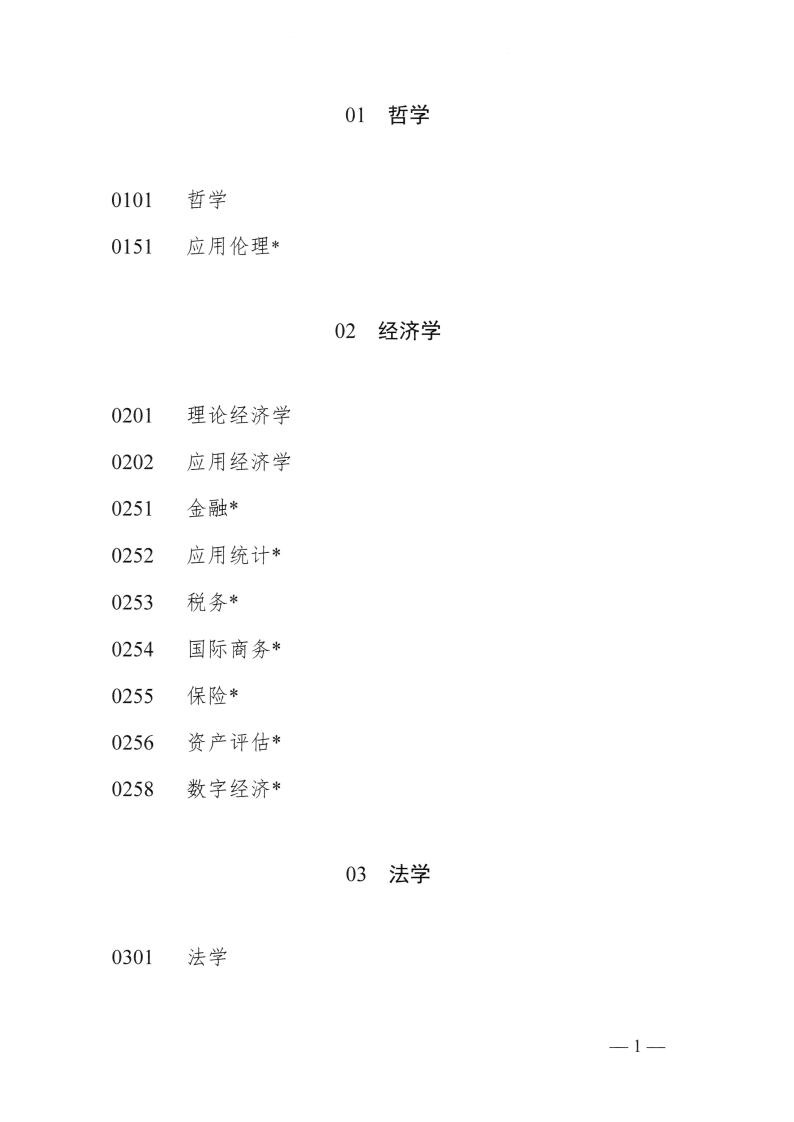 01 哲学
0101 哲学
0151 应用伦理*
02 经济学
0201 理论经济学
0202 应用经济学
0251 金融*
0252 应用统计*
0253 税务*
0254 国际商务*
0255 保险*
0256 资产评估*
0258 数字经济*
03 法学
0301 法学
— 1 —